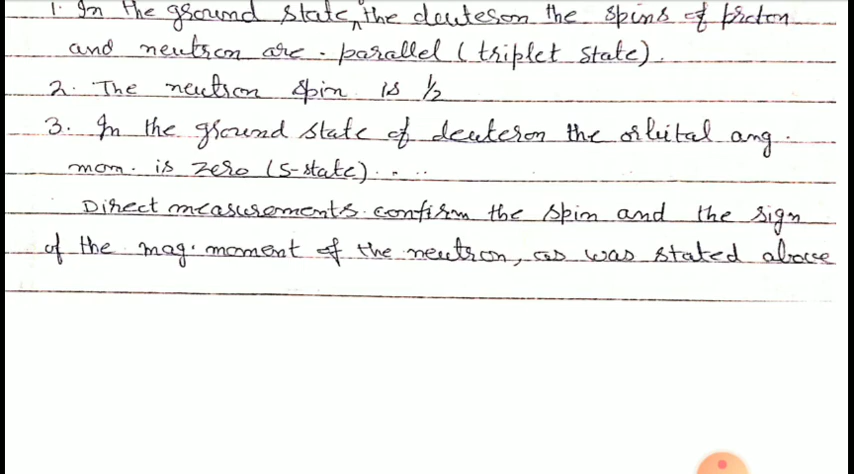 1. In the ground state, of the deuteron the spins of proton
and neutron are parallel (triplet state).
2. The neutron spin is 1/2
3. In the ground state of deuteron the orbital ang.
mom. is zero (S-state)...
Direct measurements confirm the spin and the sign
of the mag. moment of the neutron, as was stated above